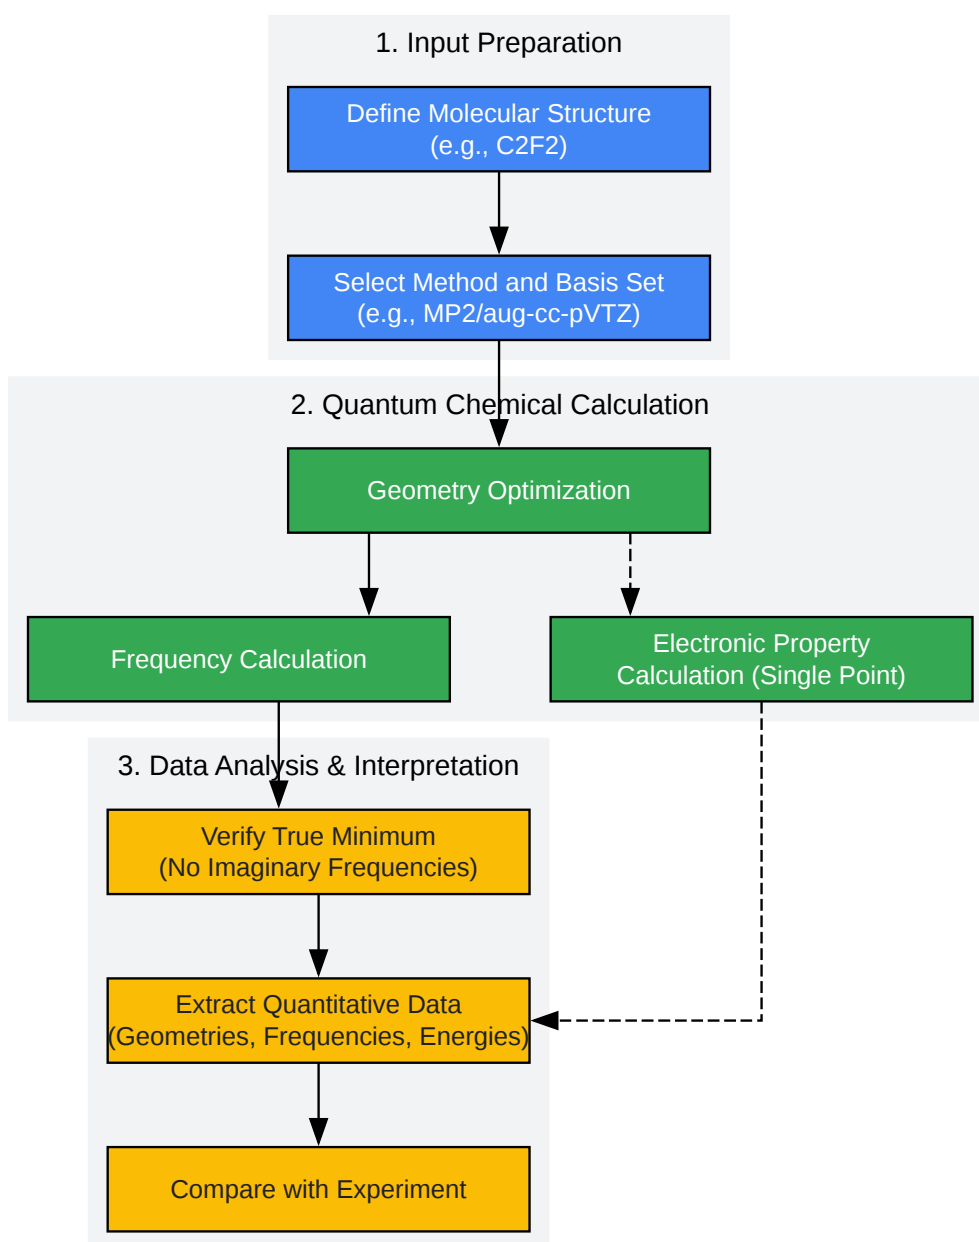 1. Input Preparation
Define Molecular Structure
(e.g., C2F2)
Select Method and Basis Set
(e.g., MP2/aug-cc-pVTZ)
2. Quantum Chemical Calculation
Geometry Optimization
Frequency Calculation
Electronic Property
Calculation (Single Point)
3. Data Analysis & Interpretation
Verify True Minimum
(No Imaginary Frequencies)
Extract Quantitative Data
(Geometries, Frequencies, Energies)
Compare with Experiment